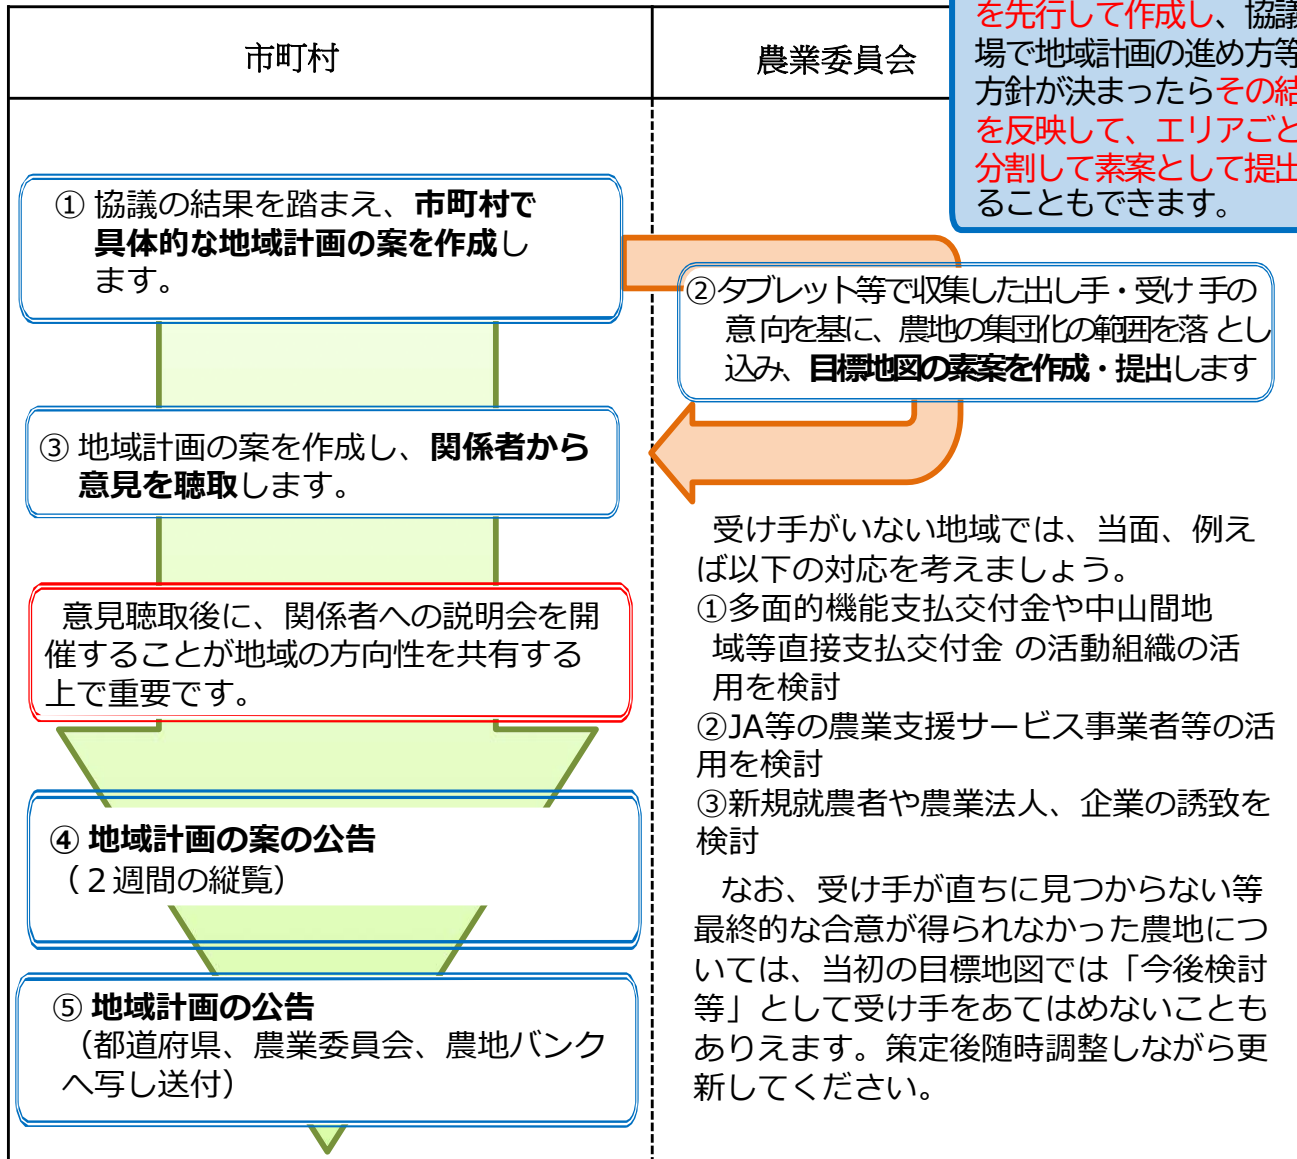 市町村
農業委員会
を先行して作成し、協議
場で地域計画の進め方等
方針が決まったらその結
を反映して、エリアごと
分割して素案として提出
ることもできます。
① 協議の結果を踏まえ、市町村で
具体的な地域計画の案を作成し
ます。
②タブレット等で収集した出し手・受け 手の
意 向を基に、農地の集団化の範囲を落 とし
込み、目標地図の素案を作成・提出します
③ 地域計画の案を作成し、関係者から
意見を聴取します。
意見聴取後に、関係者への説明会を開
催することが地域の方向性を共有する
上で重要です。
④ 地域計画の案の公告
（２週間の縦覧）
⑤ 地域計画の公告
（都道府県、農業委員会、農地バンク
へ写し送付）
受け手がいない地域では、当面、例え
ば以下の対応を考えましょう。
①多面的機能支払交付金や中山間地
域等直接支払交付金 の活動組織の活
用を検討
②JA等の農業支援サービス事業者等の活
用を検討
③新規就農者や農業法人、企業の誘致を
検討
なお、受け手が直ちに見つからない等
最終的な合意が得られなかった農地につ
いては、当初の目標地図では「今後検討
等」として受け手をあてはめないことも
ありえます。策定後随時調整しながら更
新してください。